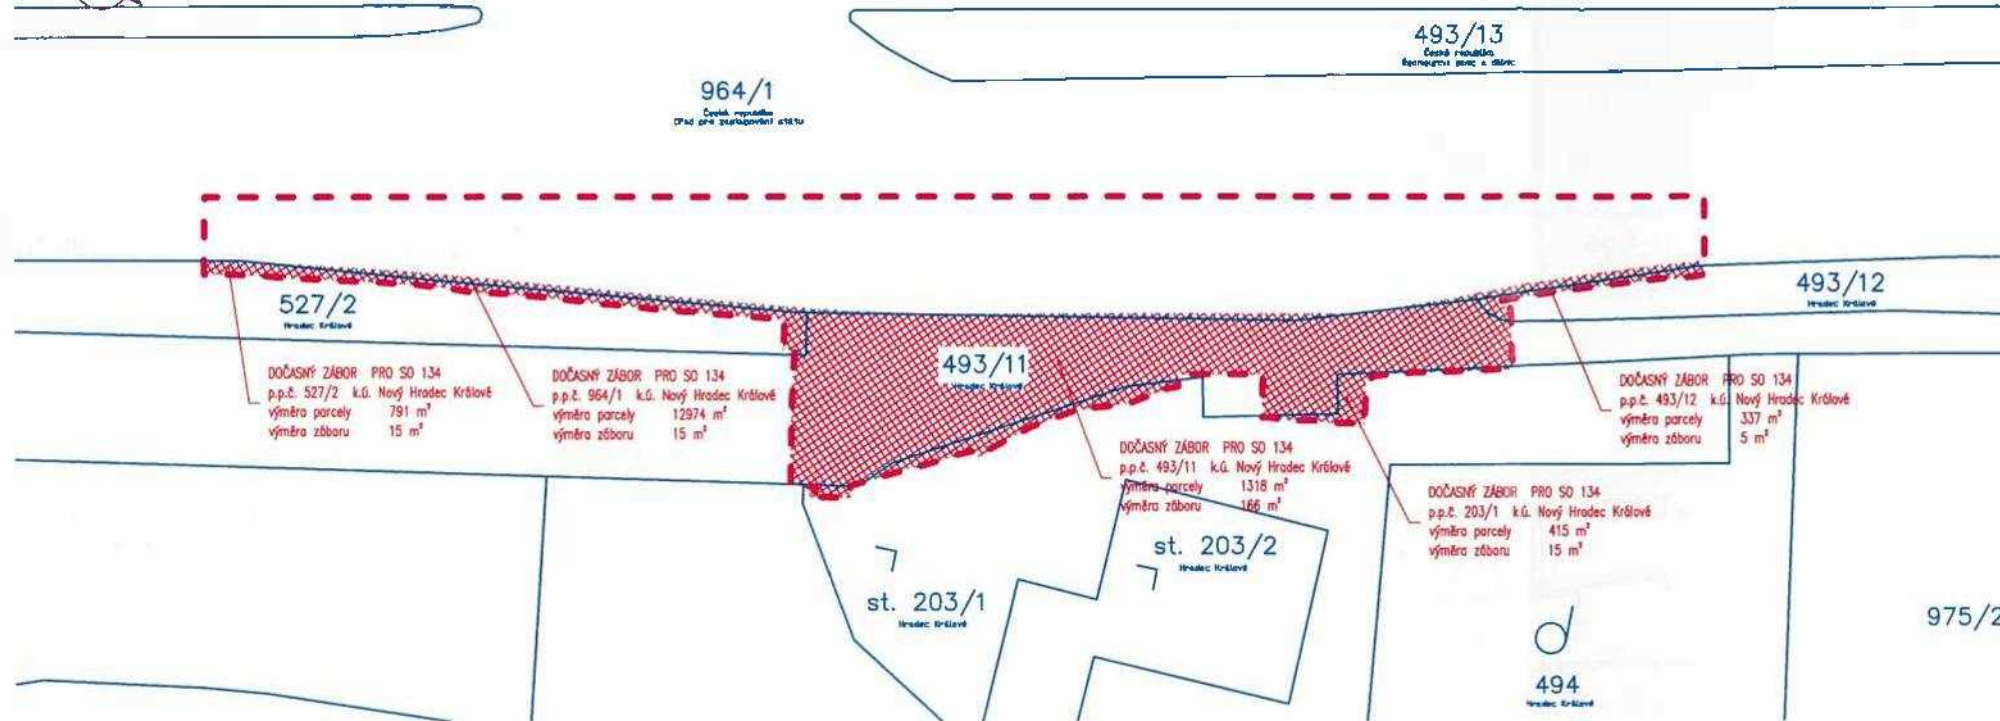 493/13
Česká republika
964/1
Česká republika
493/12
Hradec Králové
527/2
Hradec Králové
493/11
Hradec Králové
DOČASNÝ ZÁBOR PRO SO 134
p.p.č. 527/2 k.ú. Nový Hradec Králové
výměra parcely 791 m²
výměra záboru 15 m²
DOČASNÝ ZÁBOR PRO SO 134
p.p.č. 964/1 k.ú. Nový Hradec Králové
výměra parcely 12974 m²
výměra záboru 15 m²
DOČASNÝ ZÁBOR PRO SO 134
p.p.č. 493/12 k.ú. Nový Hradec Králové
výměra parcely 337 m²
výměra záboru 5 m²
DOČASNÝ ZÁBOR PRO SO 134
p.p.č. 493/11 k.ú. Nový Hradec Králové
výměra parcely 1318 m²
výměra záboru 166 m²
DOČASNÝ ZÁBOR PRO SO 134
p.p.č. 203/1 k.ú. Nový Hradec Králové
výměra parcely 415 m²
výměra záboru 15 m²
st. 203/2
Hradec Králové
st. 203/1
Hradec Králové
975/2
494
Hradec Králové